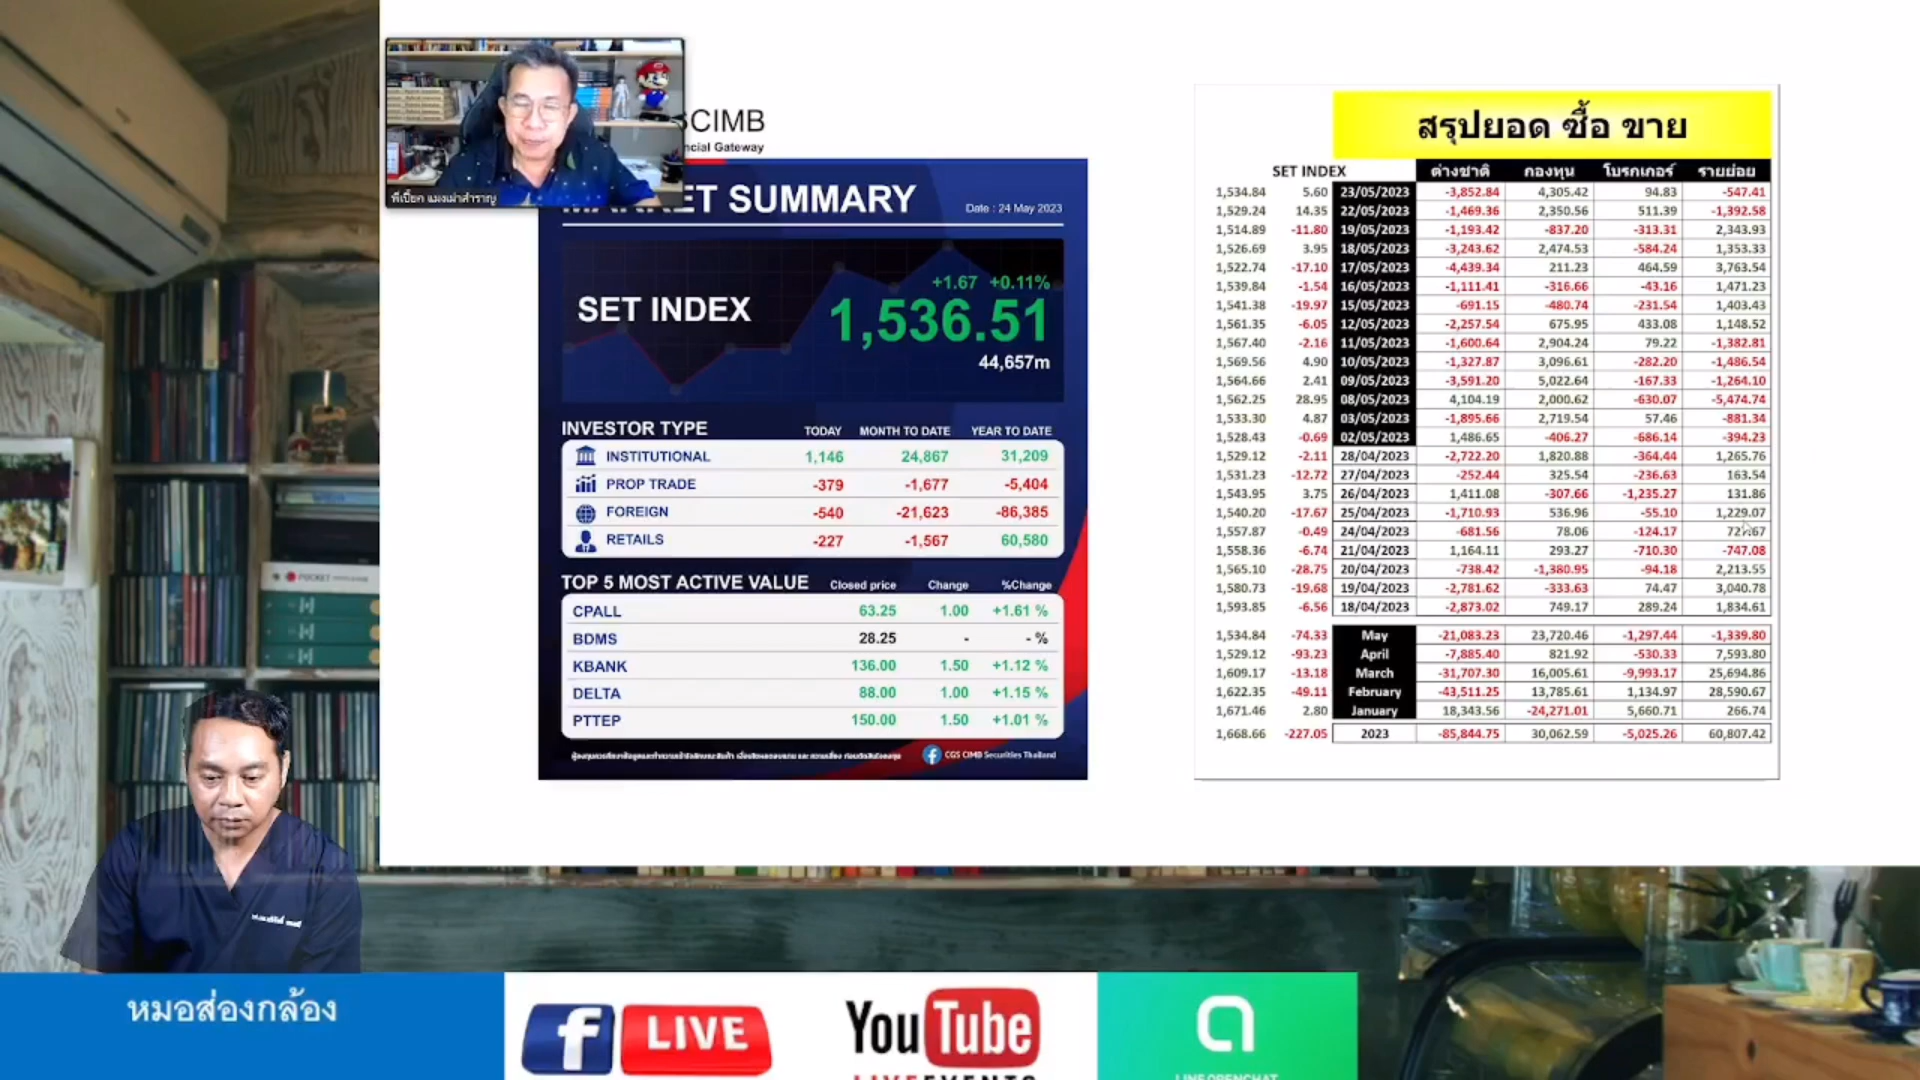 พี่เปี๊ยก แมงเม่าสำราญ
CIMB
ncial Gateway
SUMMARY
Date : 24 May 2023
+1.67 +0.11%
SET INDEX 1,536.51
44,657m
INVESTOR TYPE TODAY MONTH TO DATE YEAR TO DATE
INSTITUTIONAL 1,146 24,867 31,209
PROP TRADE -379 -1,677 -5,404
FOREIGN -540 -21,623 -86,385
RETAILS -227 -1,567 60,580
TOP 5 MOST ACTIVE VALUE Closed price Change %Change
CPALL 63.25 1.00 +1.61 %
BDMS 28.25 - - %
KBANK 136.00 1.50 +1.12 %
DELTA 88.00 1.00 +1.15 %
PTTEP 150.00 1.50 +1.01 %
CGS CIMB Securities Thailand
สรุปยอด ซื้อ ขาย
SET INDEX ต่างชาติ กองทุน โบรกเกอร์ รายย่อย
1,534.84 5.60 23/05/2023 -3,852.84 4,305.42 94.83 -547.41
1,529.24 14.35 22/05/2023 -1,469.36 2,350.56 511.39 -1,392.58
1,514.89 -11.80 19/05/2023 -1,193.42 -837.20 -313.31 2,343.93
1,526.69 3.95 18/05/2023 -3,243.62 2,474.53 -584.24 1,353.33
1,522.74 -17.10 17/05/2023 -4,439.34 211.23 464.59 3,763.54
1,539.84 -1.54 16/05/2023 -1,111.41 -316.66 -43.16 1,471.23
1,541.38 -19.97 15/05/2023 -691.15 -480.74 -231.54 1,403.43
1,561.35 -6.05 12/05/2023 -2,257.54 675.95 433.08 1,148.52
1,567.40 -2.16 11/05/2023 -1,600.64 2,904.24 79.22 -1,382.81
1,569.56 4.90 10/05/2023 -1,327.87 3,096.61 -282.20 -1,486.54
1,564.66 2.41 09/05/2023 -3,591.20 5,022.64 -167.33 -1,264.10
1,562.25 28.95 08/05/2023 4,104.19 2,000.62 -630.07 -5,474.74
1,533.30 4.87 03/05/2023 -1,895.66 2,719.54 57.46 -881.34
1,528.43 -0.69 02/05/2023 1,486.65 -406.27 -686.14 -394.23
1,529.12 -2.11 28/04/2023 -2,722.20 1,820.88 -364.44 1,265.76
1,531.23 -12.72 27/04/2023 -252.44 325.54 -236.63 163.54
1,543.95 3.75 26/04/2023 1,411.08 -307.66 -1,235.27 131.86
1,540.20 -17.67 25/04/2023 -1,710.93 536.96 -55.10 1,229.07
1,557.87 -0.49 24/04/2023 -681.56 78.06 -124.17
1,558.36 -6.74 21/04/2023 1,164.11 293.27 -710.30 -747.08
1,565.10 -28.75 20/04/2023 -738.42 -1,380.95 -94.18 2,213.55
1,580.73 -19.68 19/04/2023 -2,781.62 -333.63 74.47 3,040.78
1,593.85 -6.56 18/04/2023 -2,873.02 749.17 289.24 1,834.61
1,534.84 -74.33 May -21,083.23 23,720.46 -1,297.44 -1,339.80
1,529.12 -93.23 April -7,885.40 821.92 -530.33 7,593.80
1,609.17 -13.18 March -31,707.30 16,005.61 -9,993.17 25,694.86
1,622.35 -49.11 February -43,511.25 13,785.61 1,134.97 28,590.67
1,671.46 2.80 January 18,343.56 -24,271.01 5,660.71 266.74
1,668.66 -227.05 2023 -85,844.75 30,062.59 -5,025.26 60,807.42
POCKET
หมอส่องกล้อง
f LIVE
YouTube
LIVE EVENTS
LINE OPENCHAT